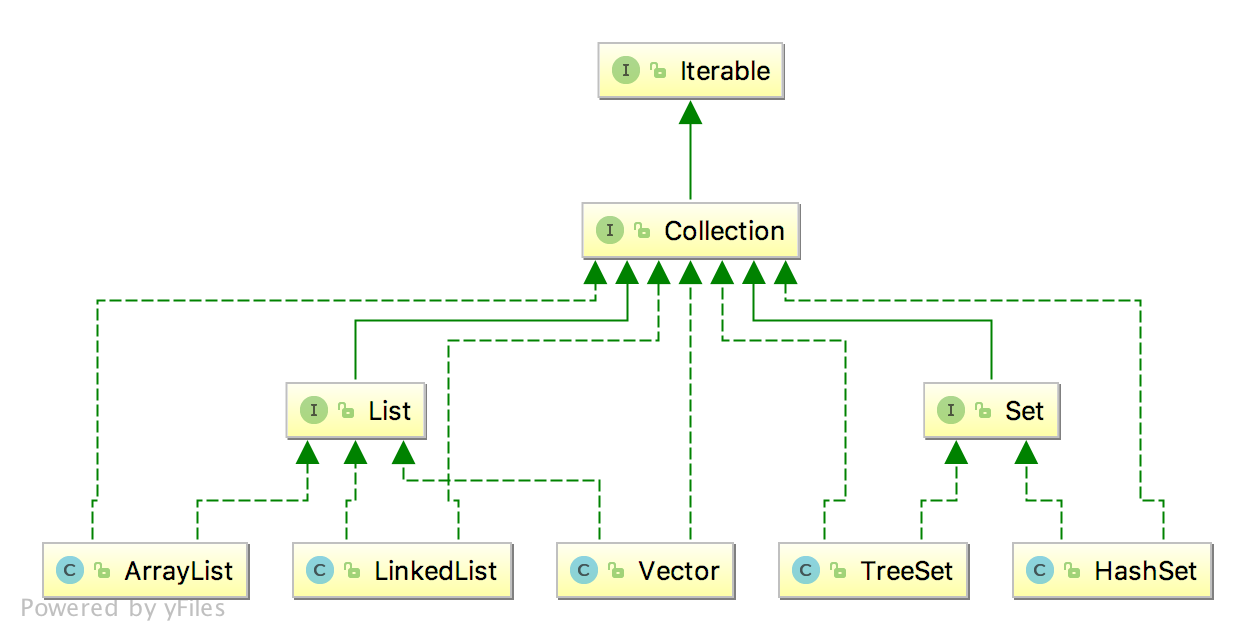 I Iterable
I Collection
I List
I Set
C ArrayList
C LinkedList
C Vector
C TreeSet
C HashSet
Powered by yFiles